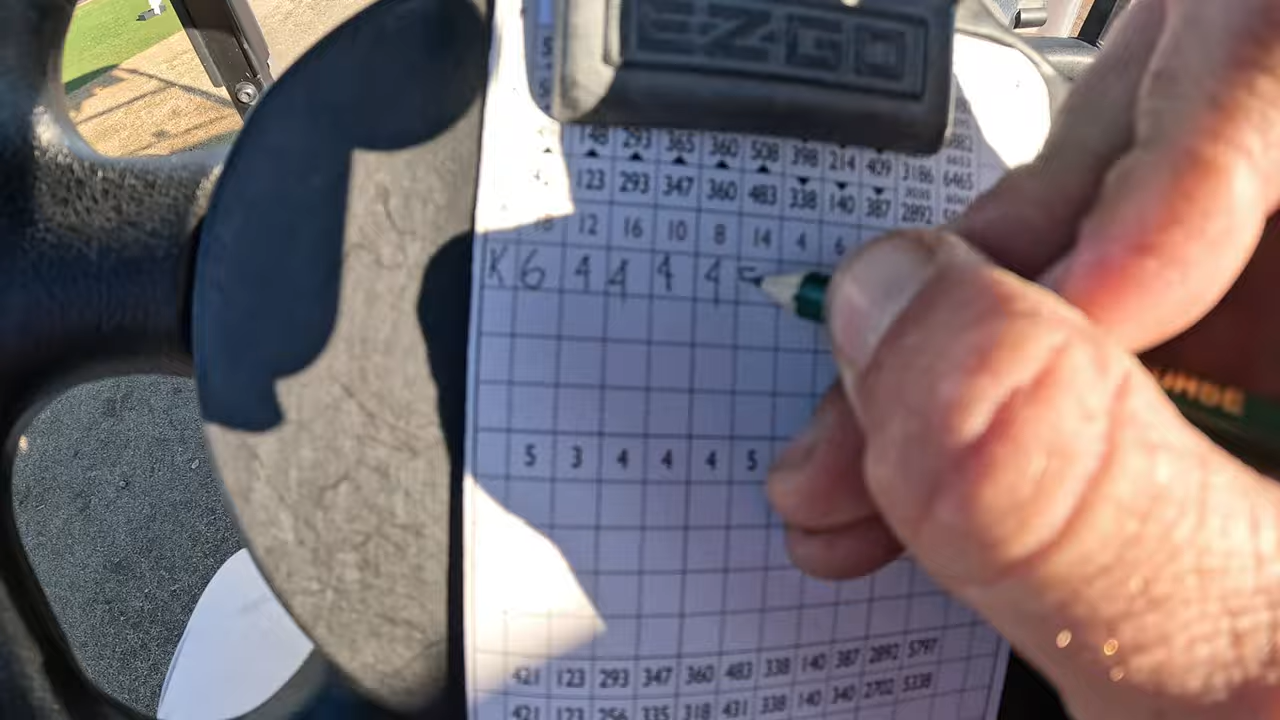 EZGO
148 293 365 360 508 398 214 409 3186
123 293 347 360 483 338 140 387 2892
12 16 10 8 14 4 6
K 6 4 4 4 4 5
5 3 4 4 4 5
421 123 293 347 360 483 338 140 387 2892 5797
421 123 256 335 318 431 338 140 340 2702 5338